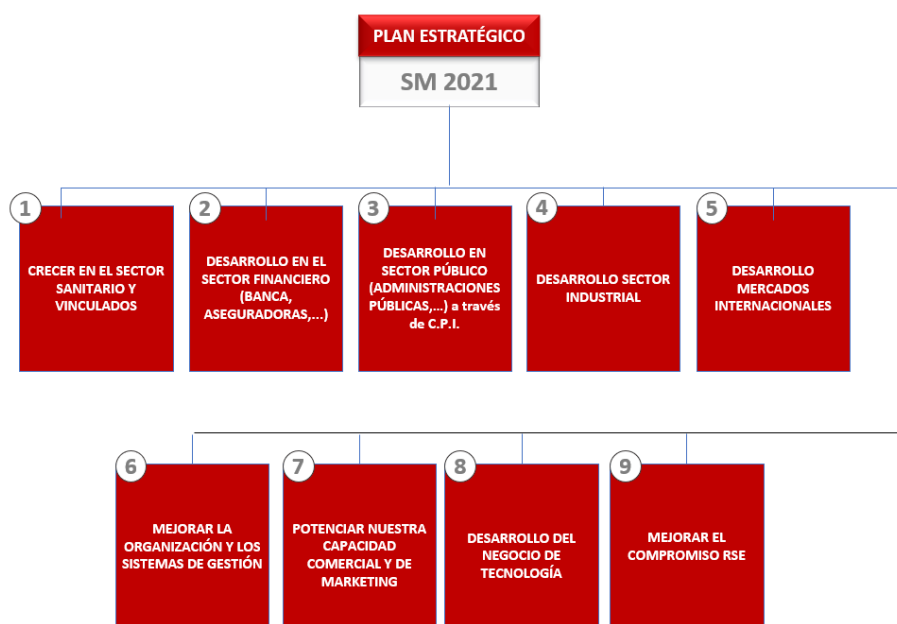 PLAN ESTRATÉGICO
SM 2021
1
CRECER EN EL SECTOR
SANITARIO Y
VINCULADOS
2
DESARROLLO EN EL
SECTOR FINANCIERO
(BANCA,
ASEGURADORAS,...)
3
DESARROLLO EN
SECTOR PÚBLICO
(ADMINISTRACIONES
PÚBLICAS,...) a través
de C.P.I.
4
DESARROLLO SECTOR
INDUSTRIAL
5
DESARROLLO
MERCADOS
INTERNACIONALES
6
MEJORAR LA
ORGANIZACIÓN Y LOS
SISTEMAS DE GESTIÓN
7
POTENCIAR NUESTRA
CAPACIDAD
COMERCIAL Y DE
MARKETING
8
DESARROLLO DEL
NEGOCIO DE
TECNOLOGÍA
9
MEJORAR EL
COMPROMISO RSE